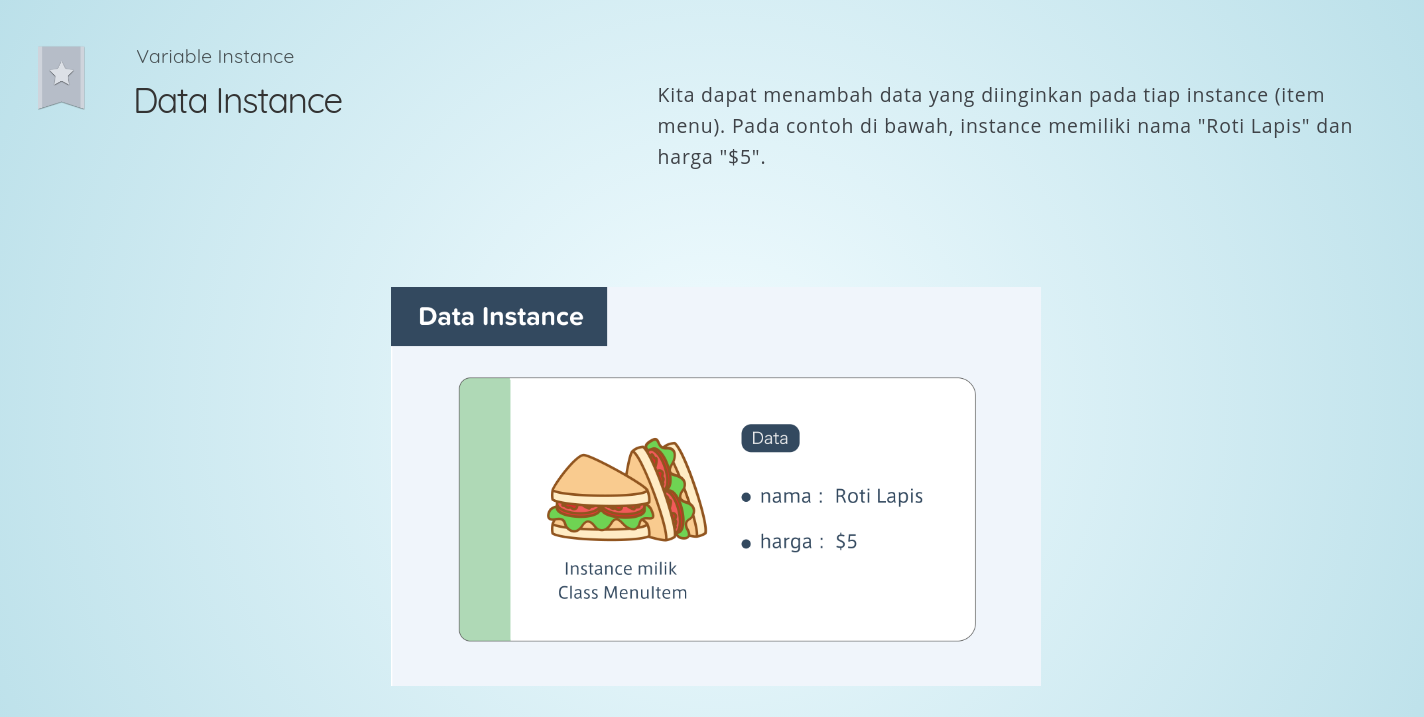 Variable Instance
Data Instance
Kita dapat menambah data yang diinginkan pada tiap instance (item
menu). Pada contoh di bawah, instance memiliki nama "Roti Lapis" dan
harga "$5".
Data Instance
Data
nama : Roti Lapis
harga : $5
Instance milik
Class MenuItem